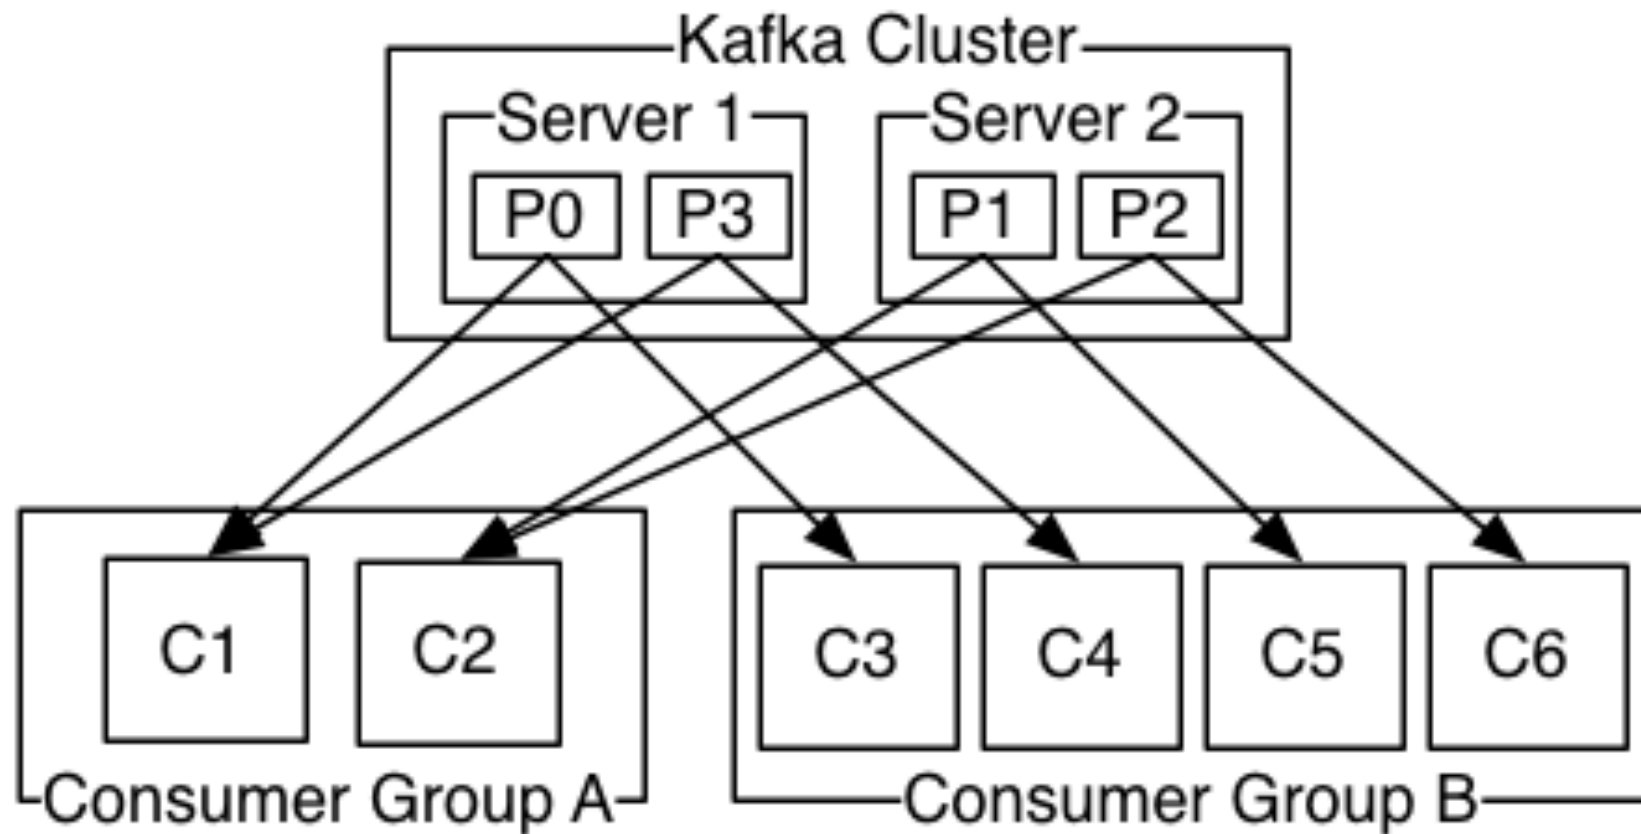 Kafka Cluster
Server 1
Server 2
P0
P3
P1
P2
C1
C2
C3
C4
C5
C6
Consumer Group A
Consumer Group B